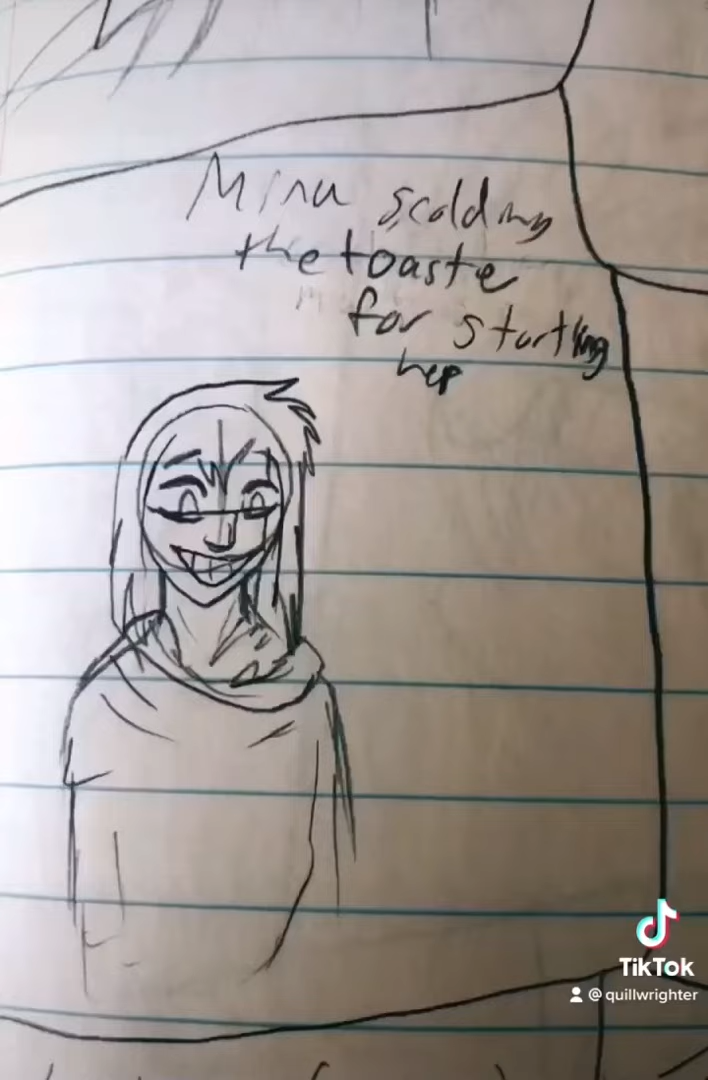 Mina scolding
the toaste
for startling
her
TikTok
@quillwrighter